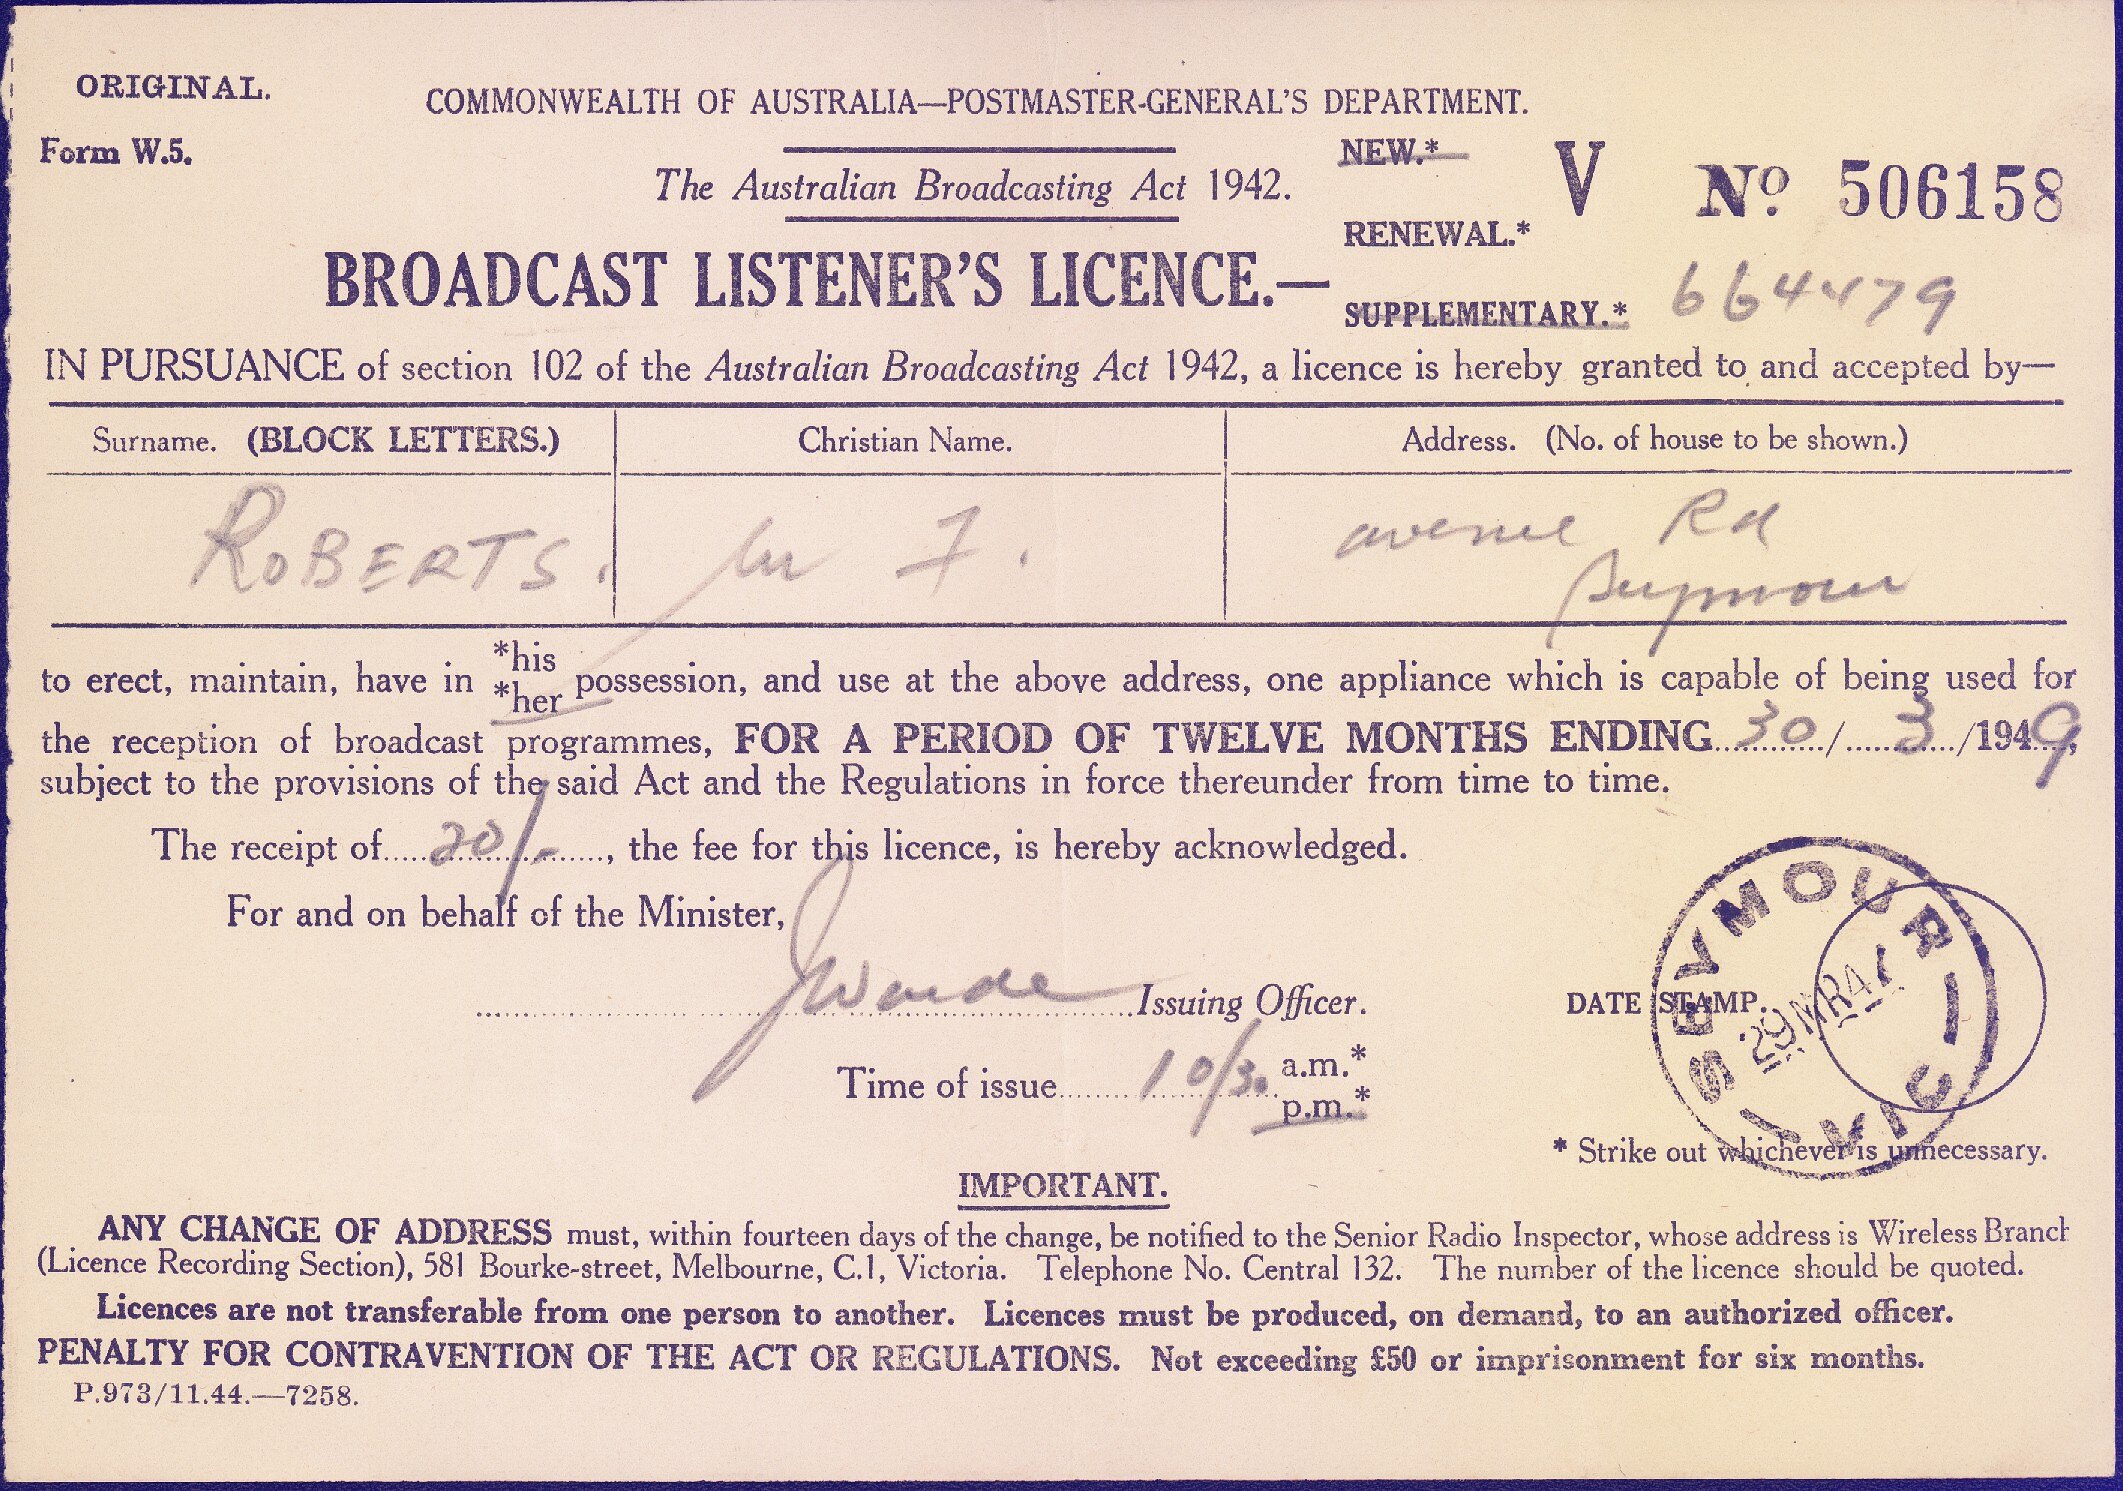 ORIGINAL.
COMMONWEALTH OF AUSTRALIA—POSTMASTER-GENERAL'S DEPARTMENT.
Form W.5.
The Australian Broadcasting Act 1942.
NEW.*
V No 506158
BROADCAST LISTENER'S LICENCE.—
RENEWAL.*
SUPPLEMENTARY.*
IN PURSUANCE of section 102 of the Australian Broadcasting Act 1942, a licence is hereby granted to and accepted by—
Surname. (BLOCK LETTERS.) Christian Name. Address. (No. of house to be shown.)
ROBERTS. F. avenue Rd
Seymour
to erect, maintain, have in *his *her possession, and use at the above address, one appliance which is capable of being used for
the reception of broadcast programmes, FOR A PERIOD OF TWELVE MONTHS ENDING 30/3/1949,
subject to the provisions of the said Act and the Regulations in force thereunder from time to time.
The receipt of 20/-, the fee for this licence, is hereby acknowledged.
For and on behalf of the Minister,
Issuing Officer.
DATE STAMP.
SEYMOUR VIC
29 MR 4
Time of issue 10/30 a.m.* p.m.*
* Strike out whichever is unnecessary.
IMPORTANT.
ANY CHANGE OF ADDRESS must, within fourteen days of the change, be notified to the Senior Radio Inspector, whose address is Wireless Branch
(Licence Recording Section), 581 Bourke-street, Melbourne, C.1, Victoria. Telephone No. Central 132. The number of the licence should be quoted.
Licences are not transferable from one person to another. Licences must be produced, on demand, to an authorized officer.
PENALTY FOR CONTRAVENTION OF THE ACT OR REGULATIONS. Not exceeding £50 or imprisonment for six months.
P.973/11.44.—7258.